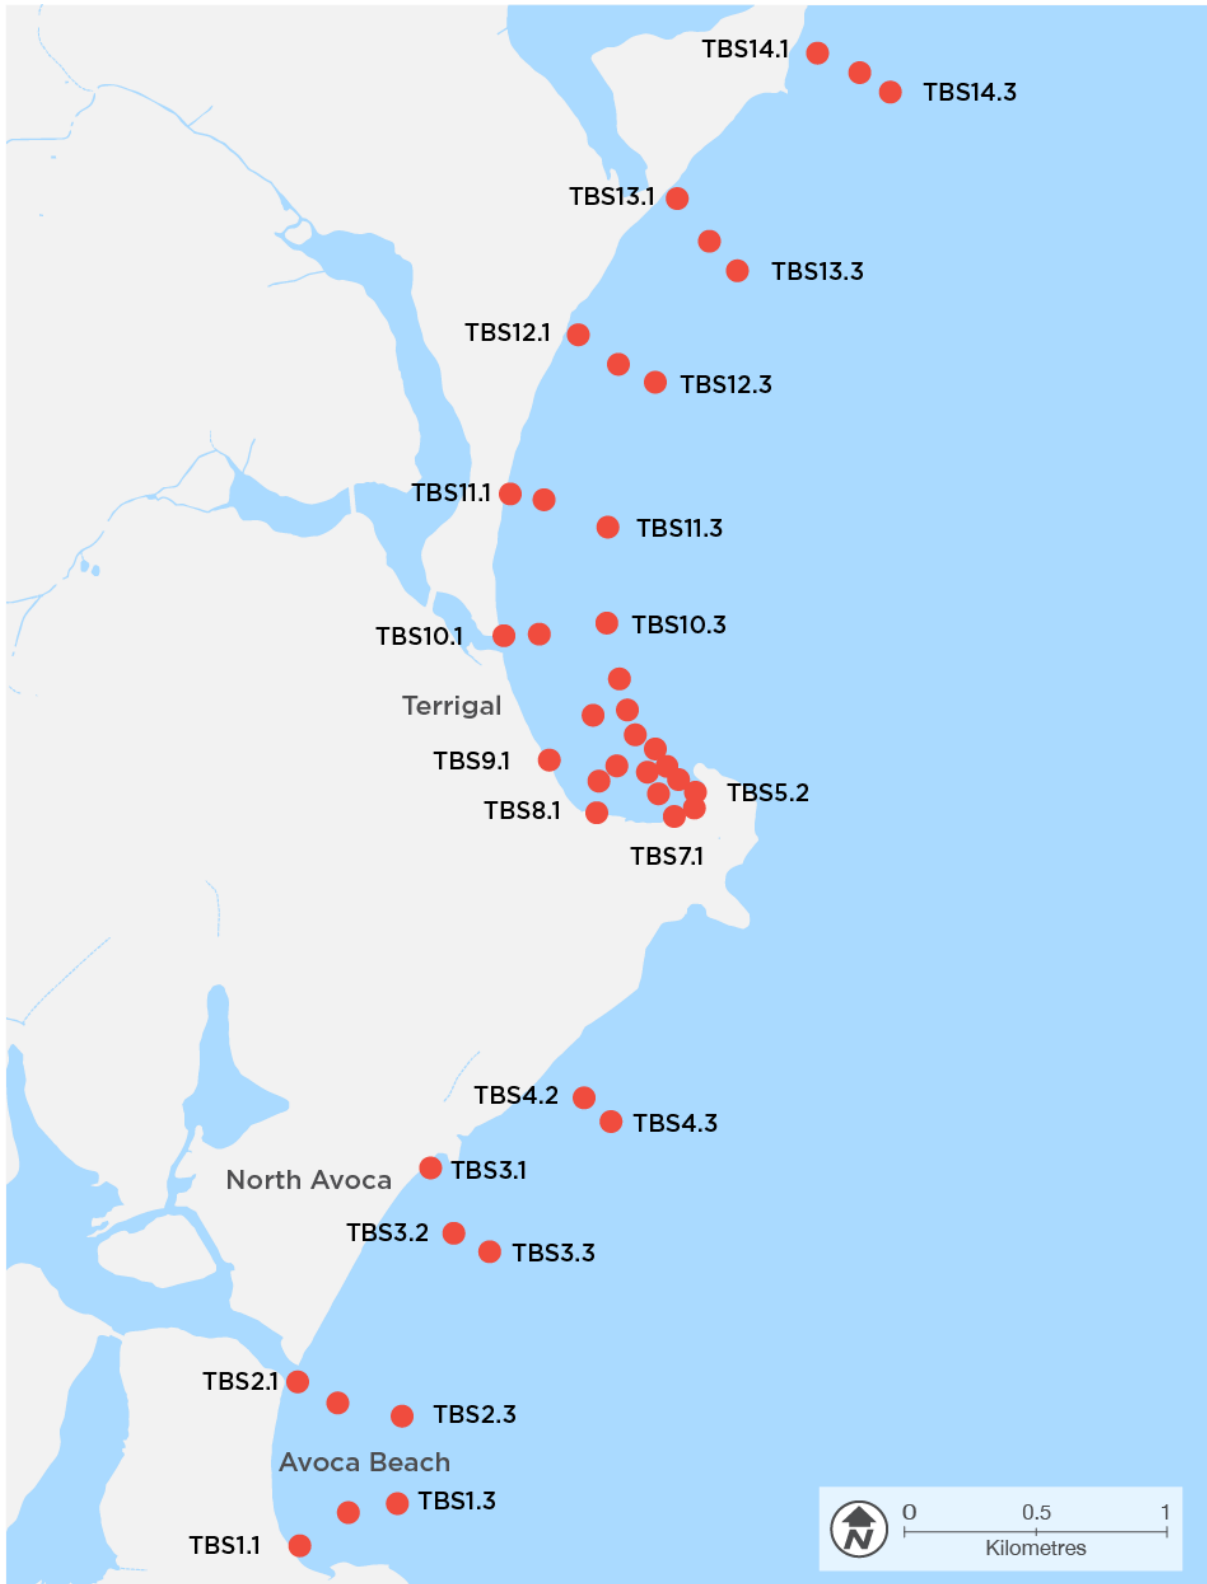 TBS14.1
TBS14.3
TBS13.1
TBS13.3
TBS12.1
TBS12.3
TBS11.1
TBS11.3
TBS10.1
TBS10.3
Terrigal
TBS9.1
TBS5.2
TBS8.1
TBS7.1
TBS4.2
TBS4.3
TBS3.1
North Avoca
TBS3.2
TBS3.3
TBS2.1
TBS2.3
Avoca Beach
TBS1.3
TBS1.1
N
0 0.5 1
Kilometres